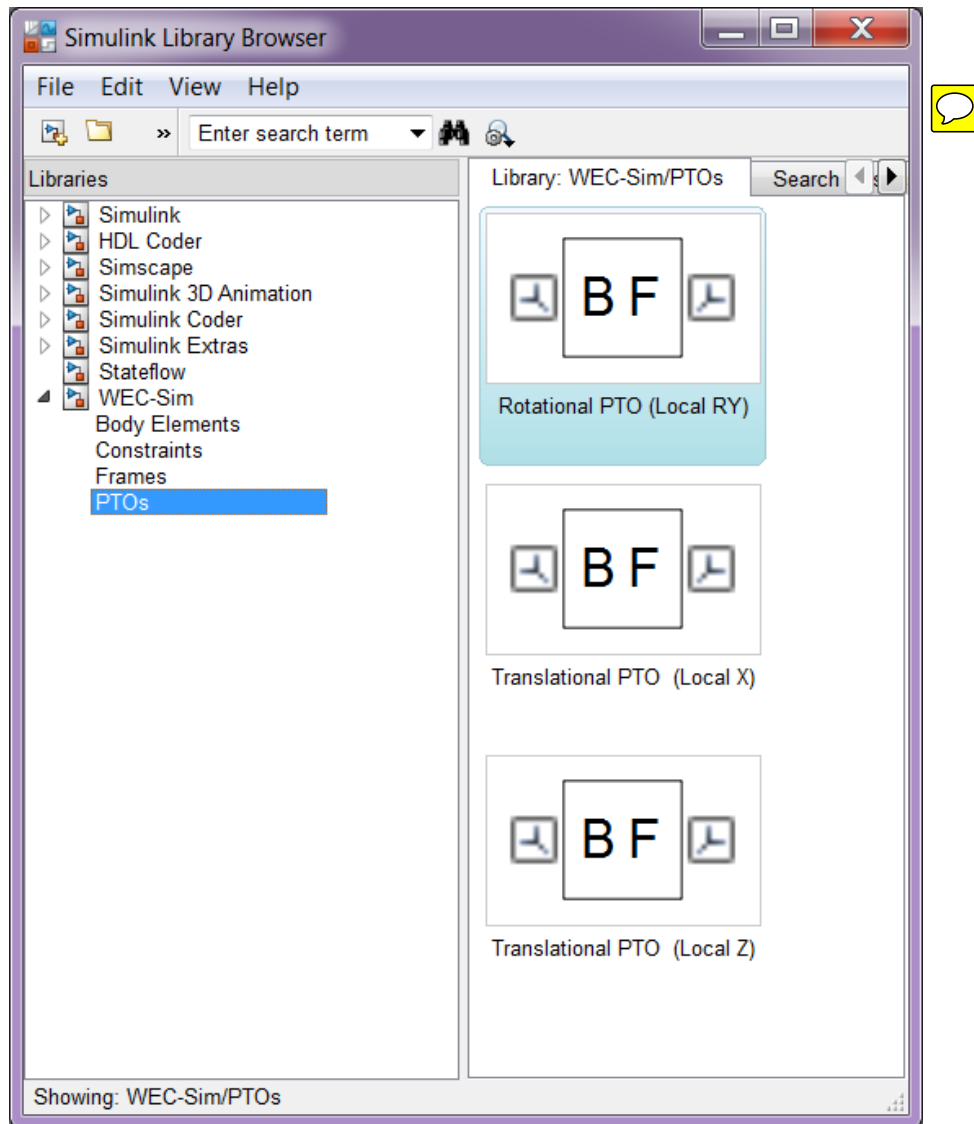 Simulink Library Browser
File Edit View Help
» Enter search term
Libraries
Simulink
HDL Coder
Simscape
Simulink 3D Animation
Simulink Coder
Simulink Extras
Stateflow
WEC-Sim
Body Elements
Constraints
Frames
PTOs
Library: WEC-Sim/PTOs Search
B F
Rotational PTO (Local RY)
B F
Translational PTO (Local X)
B F
Translational PTO (Local Z)
Showing: WEC-Sim/PTOs